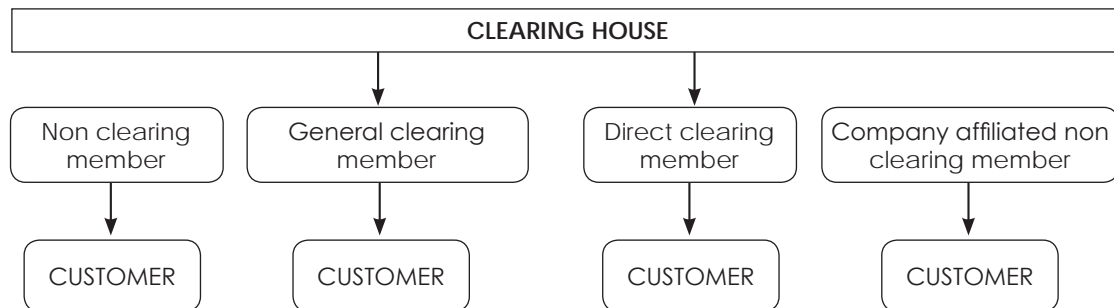 CLEARING HOUSE
Non clearing
member
General clearing
member
Direct clearing
member
Company affiliated non
clearing member
CUSTOMER
CUSTOMER
CUSTOMER
CUSTOMER